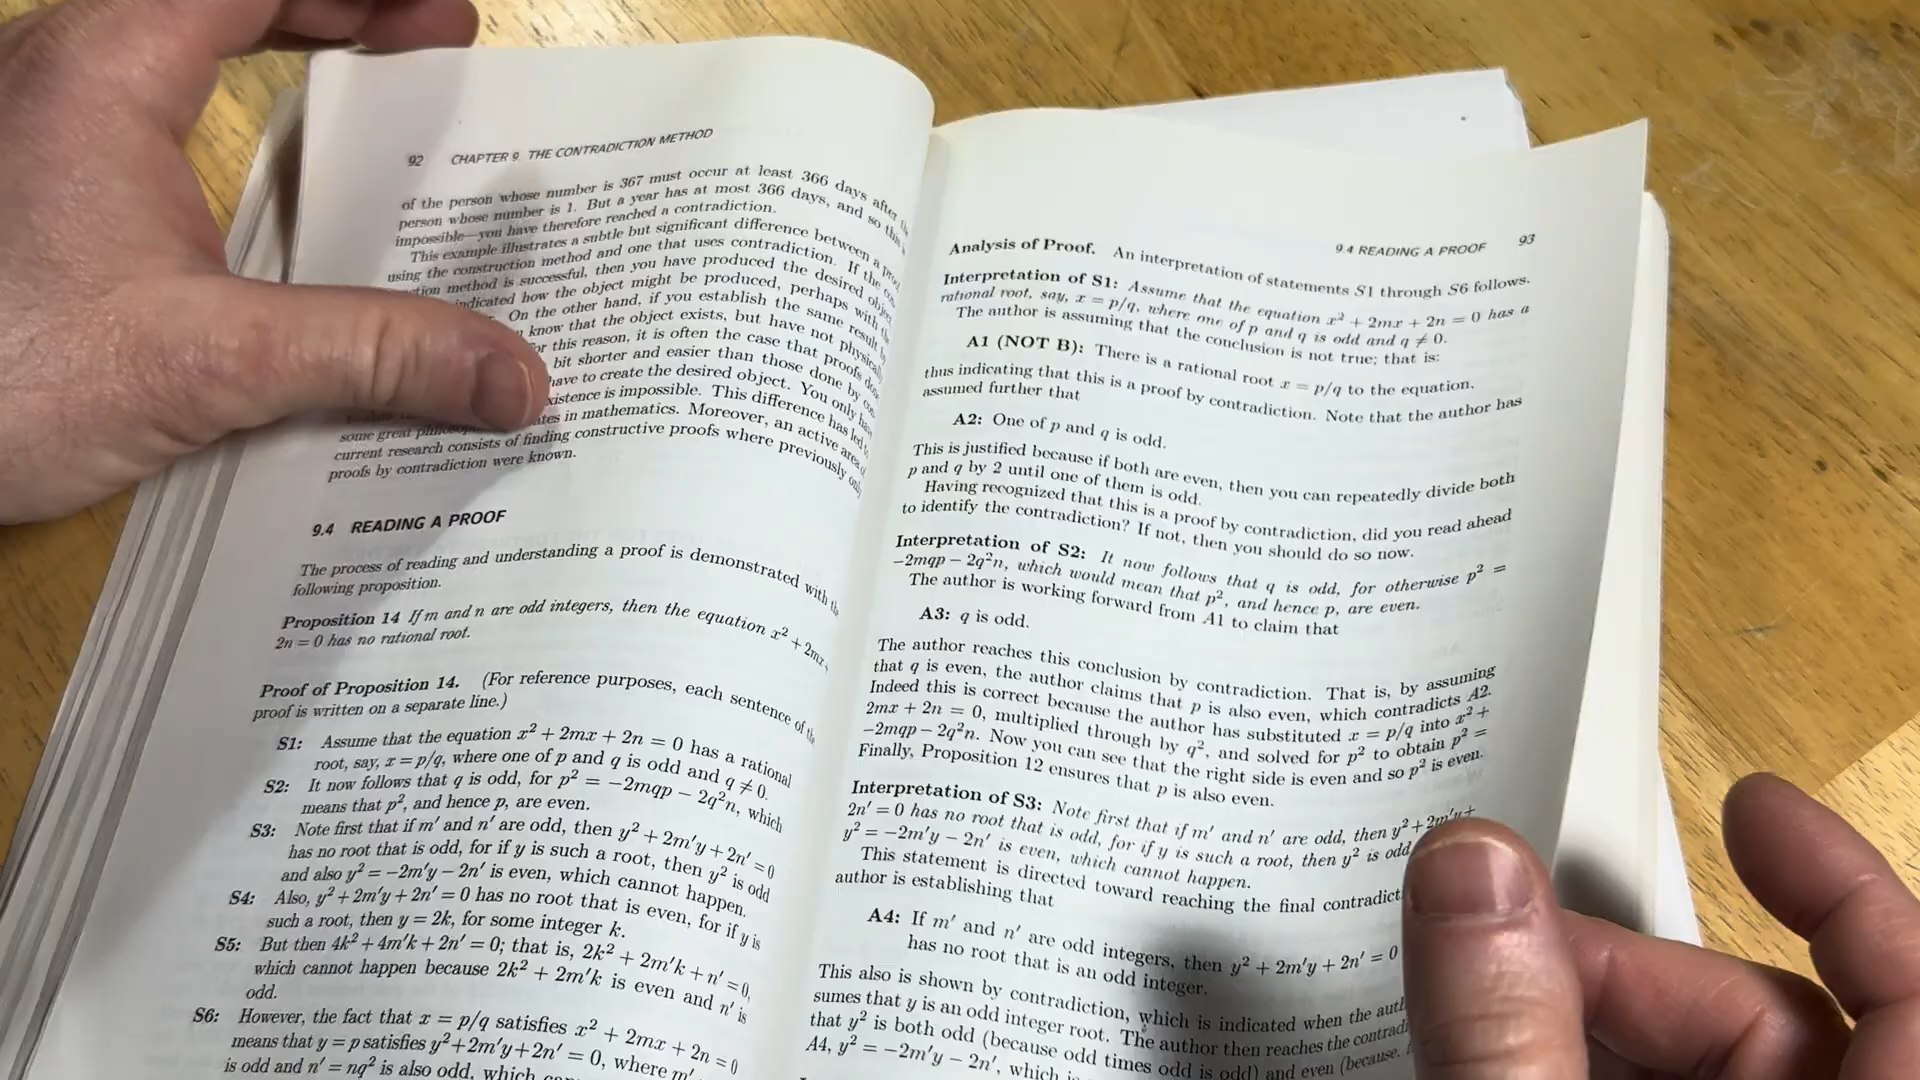 92 CHAPTER 9 THE CONTRADICTION METHOD
of the person whose number is 367 must occur at least 366 days after
person whose number is 1. But a year has at most 366 days, and so this
impossible—you have therefore reached a contradiction.
This example illustrates a subtle but significant difference between a
using the construction method and one that uses contradiction. If the
method is successful, then you have produced the desired
indicated how the object might be produced, perhaps with
On the other hand, if you establish the same result
know that the object exists, but have not
for this reason, it is often the case that proofs
bit shorter and easier than those done by
have to create the desired object. You only
existence is impossible. This difference has led
some great in mathematics. Moreover, an active area
current research consists of finding constructive proofs where previously only
proofs by contradiction were known.
9.4 READING A PROOF
The process of reading and understanding a proof is demonstrated with
following proposition.
Proposition 14 If m and n are odd integers, then the equation x² + 2mx +
2n = 0 has no rational root.
Proof of Proposition 14. (For reference purposes, each sentence of
proof is written on a separate line.)
S1: Assume that the equation x² + 2mx + 2n = 0 has a rational
root, say, x = p/q, where one of p and q is odd and q ≠ 0.
S2: It now follows that q is odd, for p² = −2mqp − 2q²n, which
means that p², and hence p, are even.
S3: Note first that if m′ and n′ are odd, then y² + 2m′y + 2n′ = 0
has no root that is odd, for if y is such a root, then y² is odd
and also y² = −2m′y − 2n′ is even, which cannot happen.
S4: Also, y² + 2m′y + 2n′ = 0 has no root that is even, for if y is
such a root, then y = 2k, for some integer k.
S5: But then 4k² + 4m′k + 2n′ = 0; that is, 2k² + 2m′k + n′ = 0,
which cannot happen because 2k² + 2m′k is even and n′ is
odd.
S6: However, the fact that x = p/q satisfies x² + 2mx + 2n = 0
means that y = p satisfies y² + 2m′y + 2n′ = 0, where m′
is odd and n′ = nq² is also odd, which
9.4 READING A PROOF 93
Analysis of Proof. An interpretation of statements S1 through S6 follows.
Interpretation of S1: Assume that the equation x² + 2mx + 2n = 0 has a
rational root, say, x = p/q, where one of p and q is odd and q ≠ 0.
The author is assuming that the conclusion is not true; that is:
A1 (NOT B): There is a rational root x = p/q to the equation.
thus indicating that this is a proof by contradiction. Note that the author has
assumed further that
A2: One of p and q is odd.
This is justified because if both are even, then you can repeatedly divide both
p and q by 2 until one of them is odd.
Having recognized that this is a proof by contradiction, did you read ahead
to identify the contradiction? If not, then you should do so now.
Interpretation of S2: It now follows that q is odd, for otherwise p² =
−2mqp − 2q²n, which would mean that p², and hence p, are even.
The author is working forward from A1 to claim that
A3: q is odd.
The author reaches this conclusion by contradiction. That is, by assuming
that q is even, the author claims that p is also even, which contradicts A2.
Indeed this is correct because the author has substituted x = p/q into x² +
2mx + 2n = 0, multiplied through by q², and solved for p² to obtain p² =
−2mqp − 2q²n. Now you can see that the right side is even and so p² is even.
Finally, Proposition 12 ensures that p is also even.
Interpretation of S3: Note first that if m′ and n′ are odd, then y² + 2m′y +
2n′ = 0 has no root that is odd, for if y is such a root, then y² is odd
y² = −2m′y − 2n′ is even, which cannot happen.
This statement is directed toward reaching the final
author is establishing that
A4: If m′ and n′ are odd integers, then y² + 2m′y + 2n′ = 0
has no root that is an odd integer.
This also is shown by contradiction, which is indicated when the
sumes that y is an odd integer root. The author then reaches the
that y² is both odd (because odd times odd is odd) and even (because,
A4, y² = −2m′y − 2n′, which